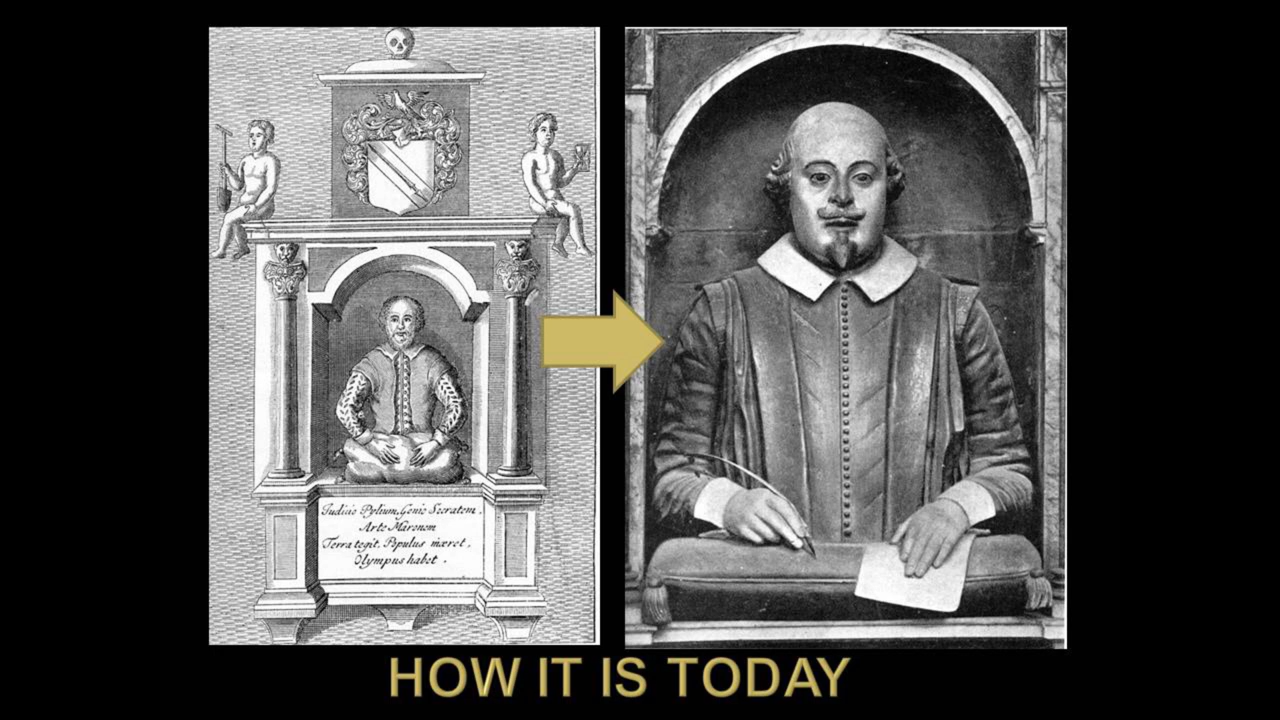 Iudicio Pylium, Genio Socratem,
Arte Maronem
Terra tegit, Populus mæret,
Olympus habet.
HOW IT IS TODAY